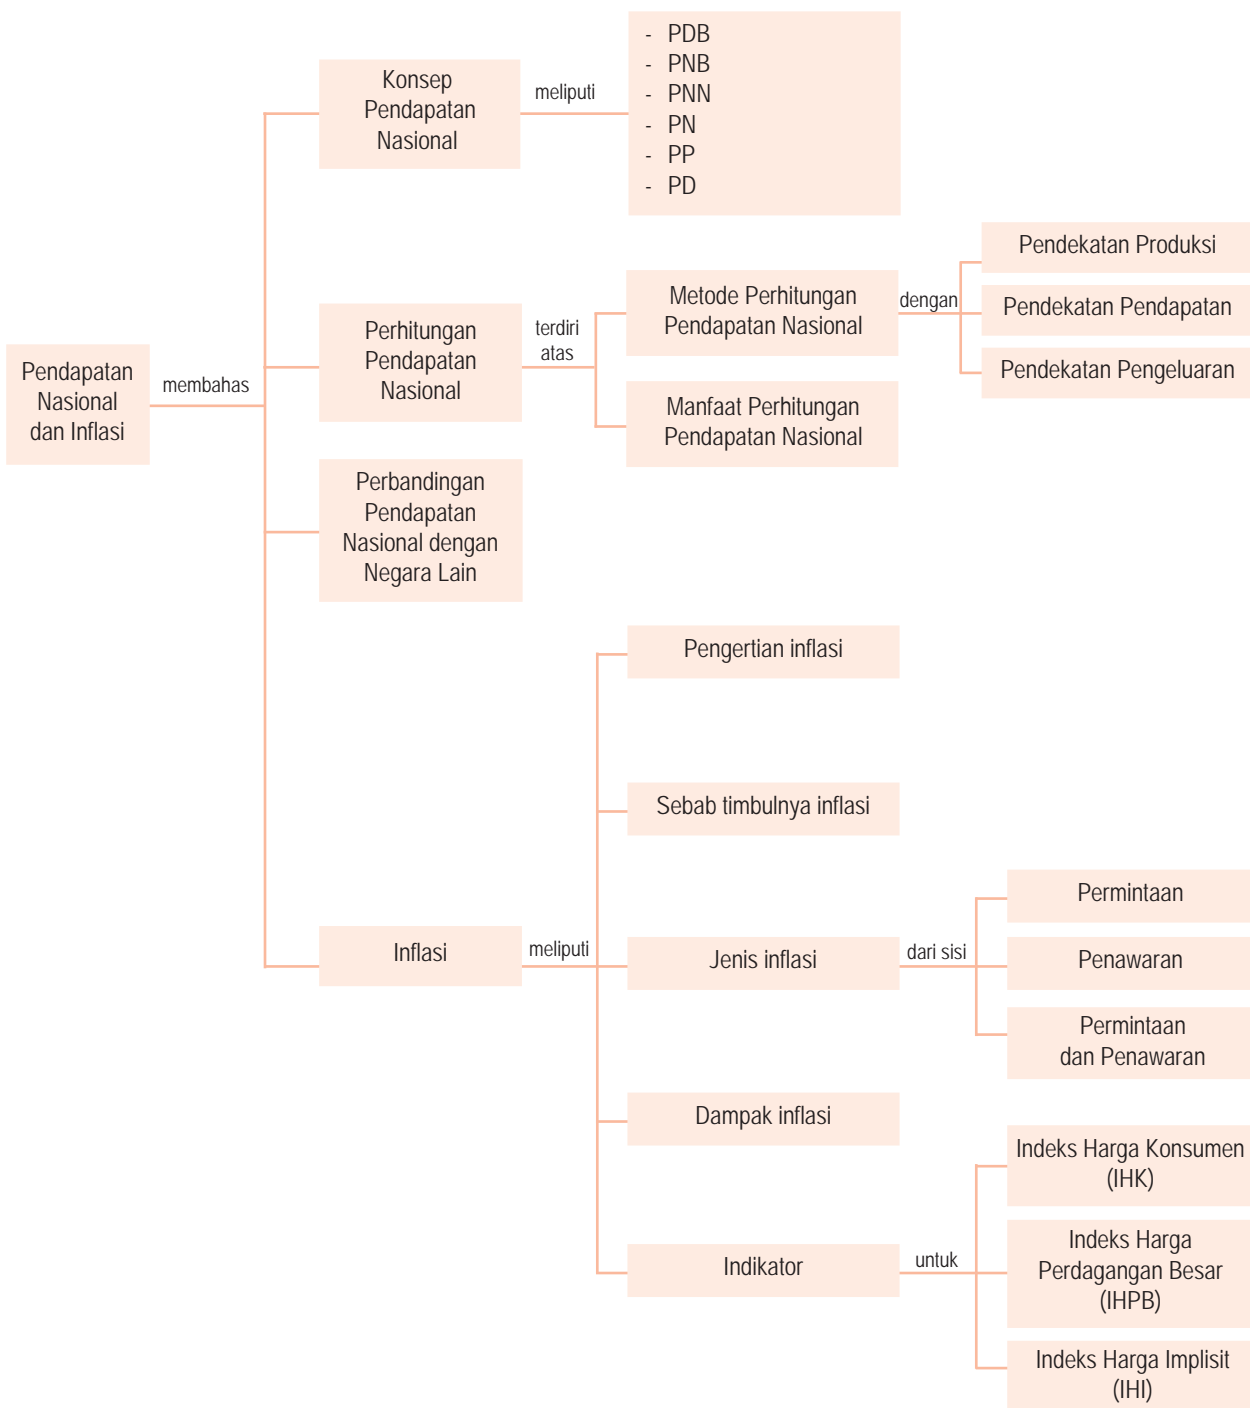 Pendapatan
Nasional
dan Inflasi
membahas
Konsep
Pendapatan
Nasional
meliputi
- PDB
- PNB
- PNN
- PN
- PP
- PD
Perhitungan
Pendapatan
Nasional
terdiri
atas
Metode Perhitungan
Pendapatan Nasional
dengan
Pendekatan Produksi
Pendekatan Pendapatan
Pendekatan Pengeluaran
Manfaat Perhitungan
Pendapatan Nasional
Perbandingan
Pendapatan
Nasional dengan
Negara Lain
Inflasi
meliputi
Pengertian inflasi
Sebab timbulnya inflasi
Jenis inflasi
dari sisi
Permintaan
Penawaran
Permintaan
dan Penawaran
Dampak inflasi
Indikator
untuk
Indeks Harga Konsumen
(IHK)
Indeks Harga
Perdagangan Besar
(IHPB)
Indeks Harga Implisit
(IHI)